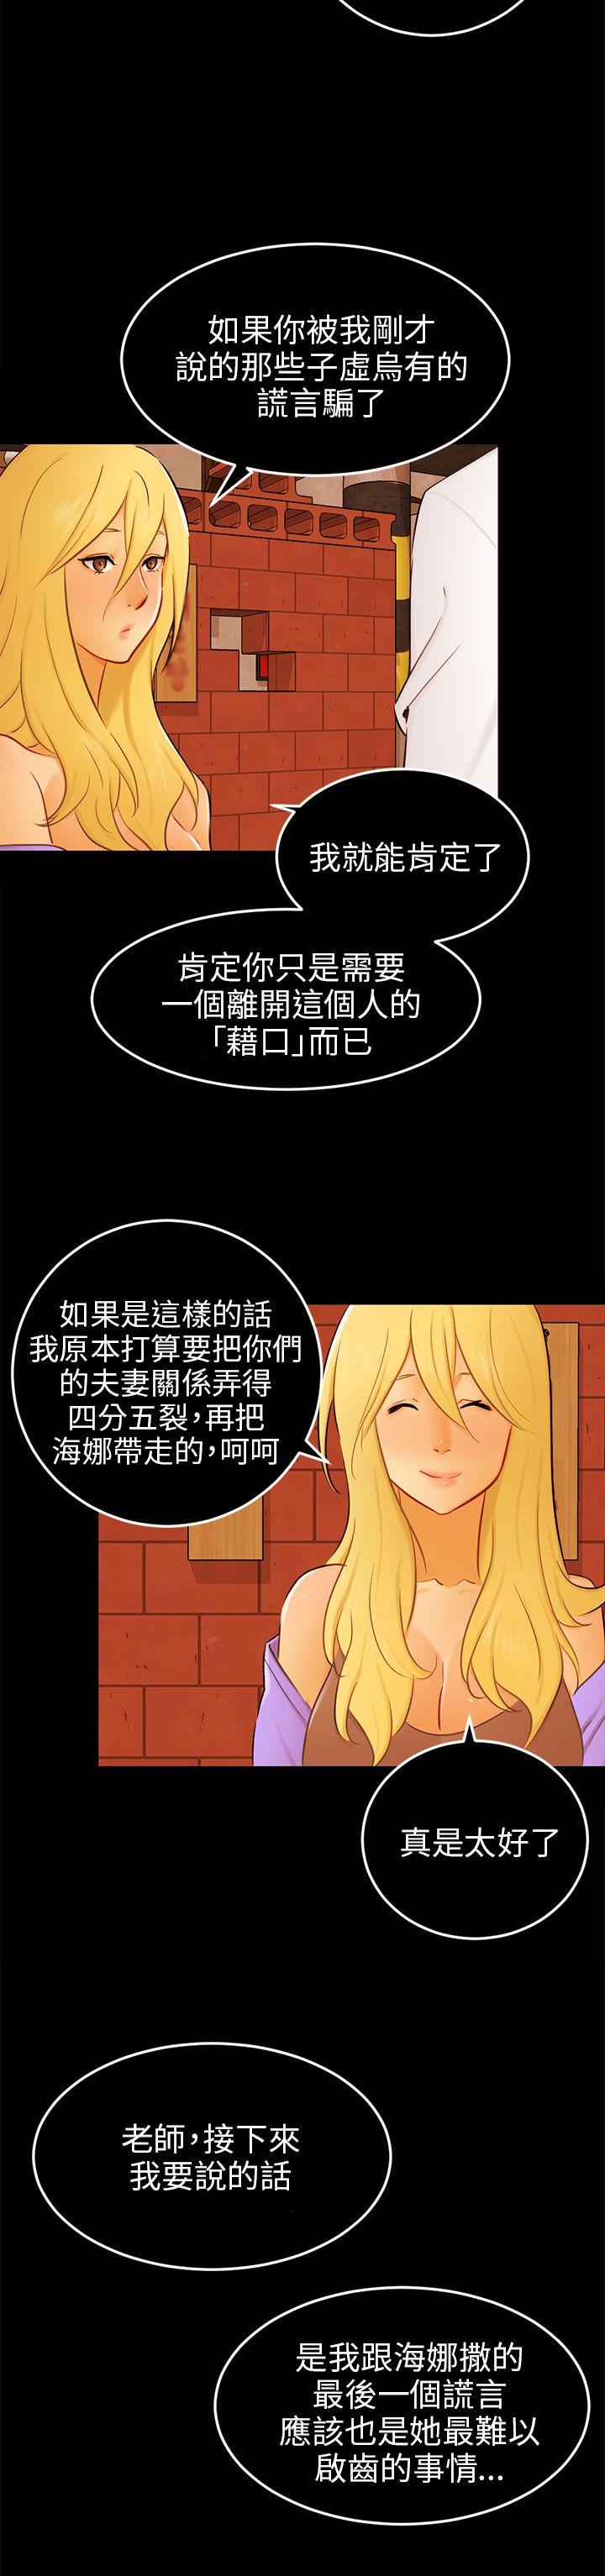 如果你被我剛才
說的那些子虛烏有的
謊言騙了
我就能肯定了
肯定你只是需要
一個離開這個人的
「藉口」而已
如果是這樣的話
我原本打算要把你們
的夫妻關係弄得
四分五裂，再把
海娜帶走的，呵呵
真是太好了
老師，接下來
我要說的話
是我跟海娜撒的
最後一個謊言
應該也是她最難以
啟齒的事情…